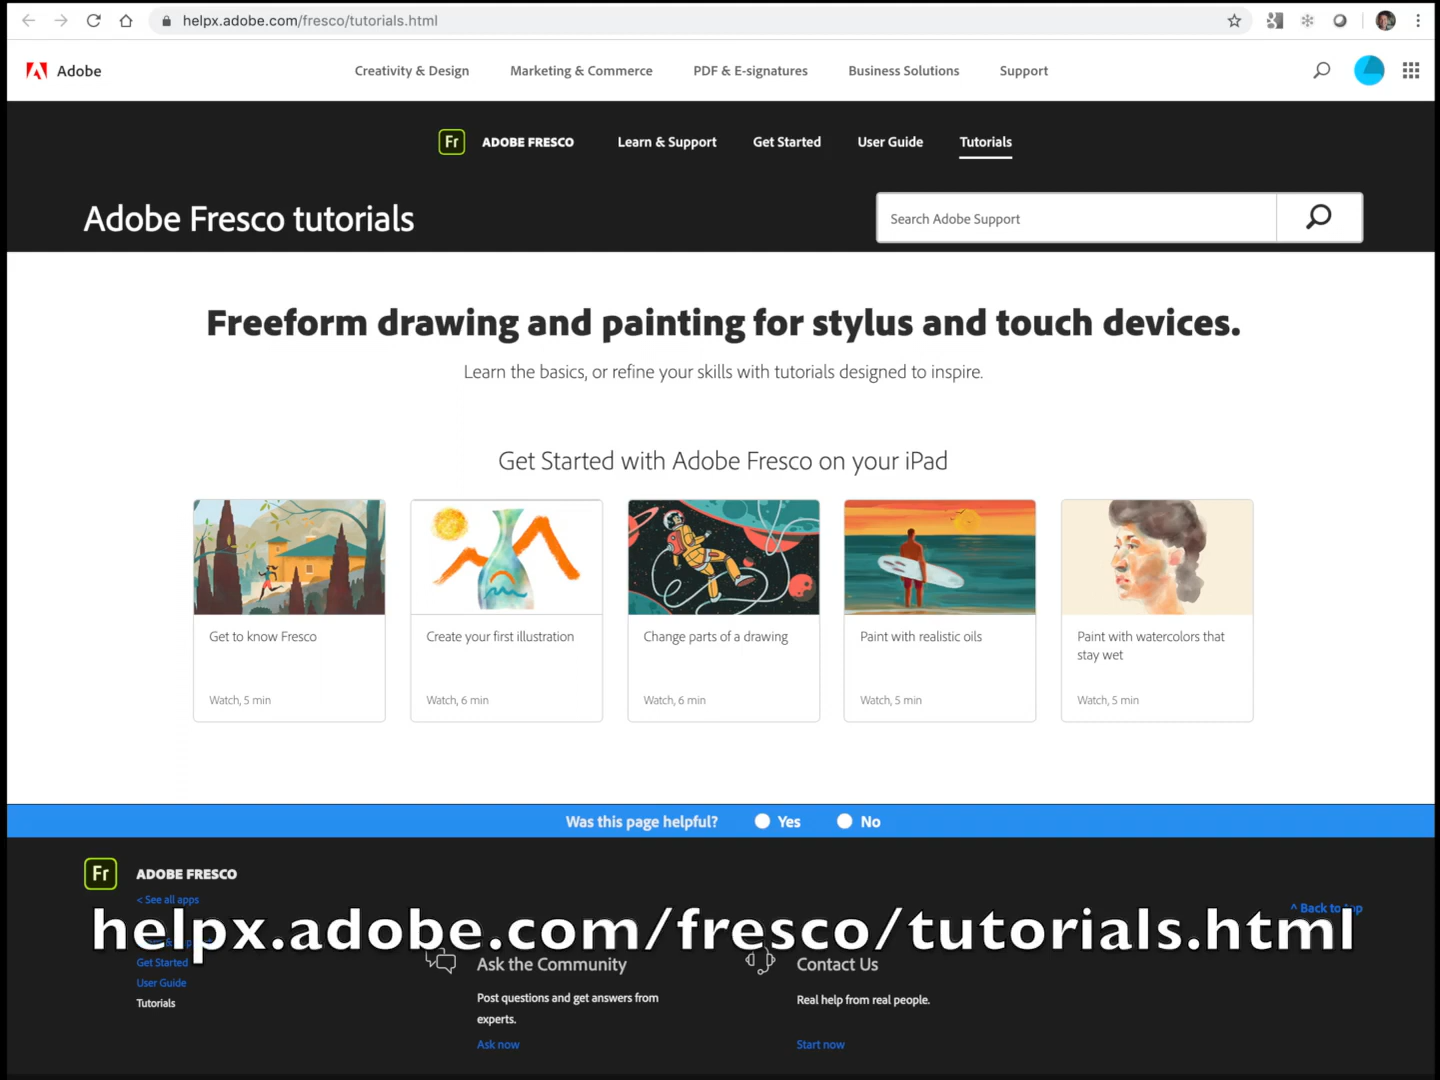 helpx.adobe.com/fresco/tutorials.html
Adobe
Creativity & Design
Marketing & Commerce
PDF & E-signatures
Business Solutions
Support
Fr
ADOBE FRESCO
Learn & Support
Get Started
User Guide
Tutorials
Adobe Fresco tutorials
Search Adobe Support
Freeform drawing and painting for stylus and touch devices.
Learn the basics, or refine your skills with tutorials designed to inspire.
Get Started with Adobe Fresco on your iPad
Get to know Fresco
Watch, 5 min
Create your first illustration
Watch, 6 min
Change parts of a drawing
Watch, 6 min
Paint with realistic oils
Watch, 5 min
Paint with watercolors that
stay wet
Watch, 5 min
Was this page helpful?
Yes
No
Fr
ADOBE FRESCO
< See all apps
^ Back to top
helpx.adobe.com/fresco/tutorials.html
Get Started
User Guide
Tutorials
Ask the Community
Post questions and get answers from
experts.
Ask now
Contact Us
Real help from real people.
Start now